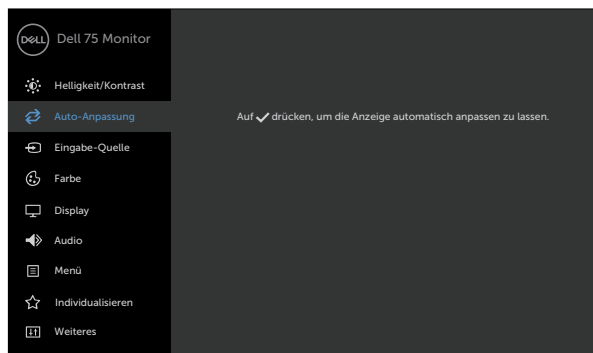 DELL Dell 75 Monitor
Helligkeit/Kontrast
Auto-Anpassung
Auf ✓ drücken, um die Anzeige automatisch anpassen zu lassen.
Eingabe-Quelle
Farbe
Display
Audio
Menü
Individualisieren
Weiteres